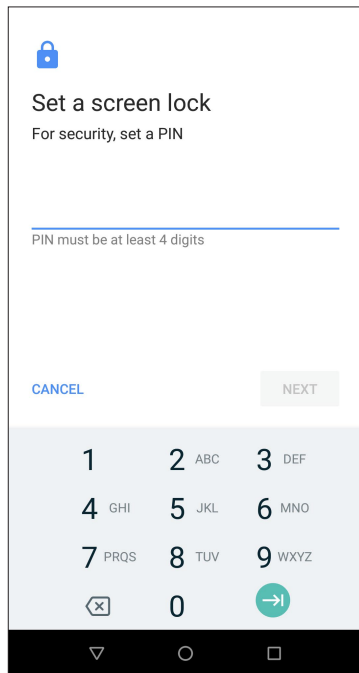 Set a screen lock
For security, set a PIN
PIN must be at least 4 digits
CANCEL NEXT
1 2 ABC 3 DEF
4 GHI 5 JKL 6 MNO
7 PRQS 8 TUV 9 WXYZ
0